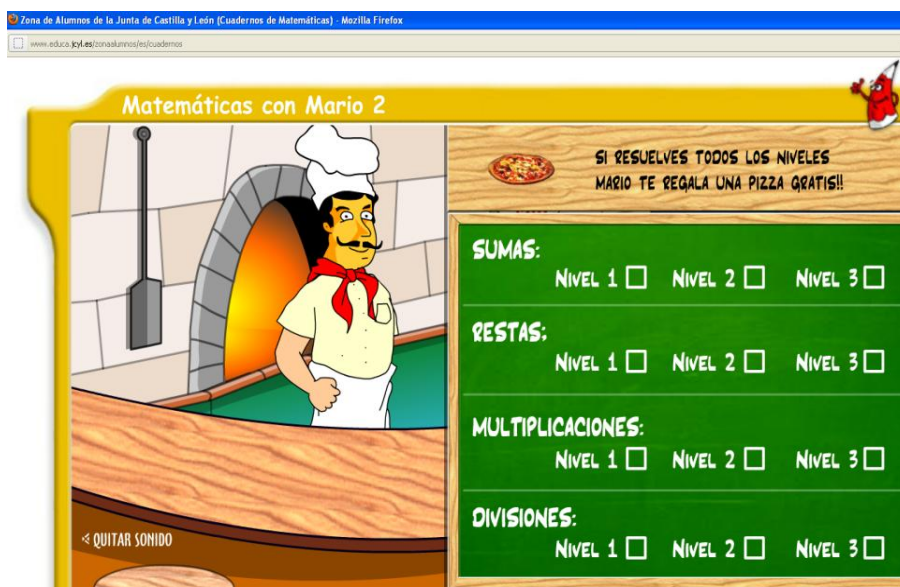 Zona de Alumnos de la Junta de Castilla y León (Cuadernos de Matemáticas) - Mozilla Firefox
www.educa.jcyl.es/zonaalumnos/es/cuadernos
Matemáticas con Mario 2
SI RESUELVES TODOS LOS NIVELES
MARIO TE REGALA UNA PIZZA GRATIS!!
SUMAS:
NIVEL 1 NIVEL 2 NIVEL 3
RESTAS:
NIVEL 1 NIVEL 2 NIVEL 3
MULTIPLICACIONES:
NIVEL 1 NIVEL 2 NIVEL 3
DIVISIONES:
NIVEL 1 NIVEL 2 NIVEL 3
QUITAR SONIDO